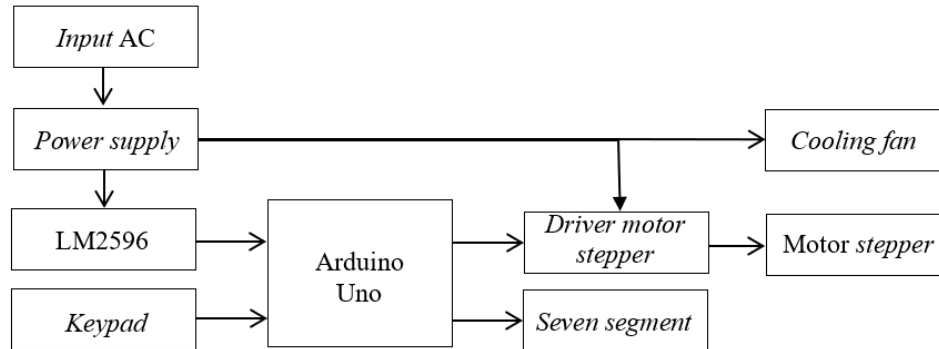 Input AC
Power supply
Cooling fan
LM2596
Arduino
Uno
Driver motor
stepper
Motor stepper
Keypad
Seven segment